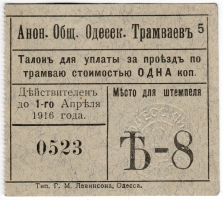 Анон. Общ. Одесск. Трамваевъ 5
Талонъ для уплаты за проѣздъ по
трамваю стоимостью ОДНА коп.
Дѣйствителенъ
до 1-го Апрѣля
1916 года.
0523
Мѣсто для штемпеля
Ѣ-8
Тип. Г. М. Левинсона, Одесса.